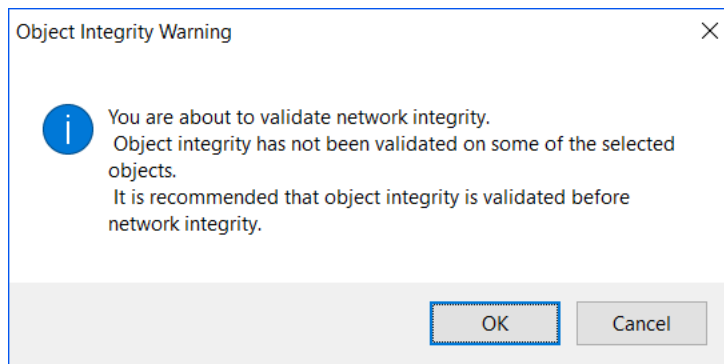 Object Integrity Warning
You are about to validate network integrity.
Object integrity has not been validated on some of the selected
objects.
It is recommended that object integrity is validated before
network integrity.
OK
Cancel